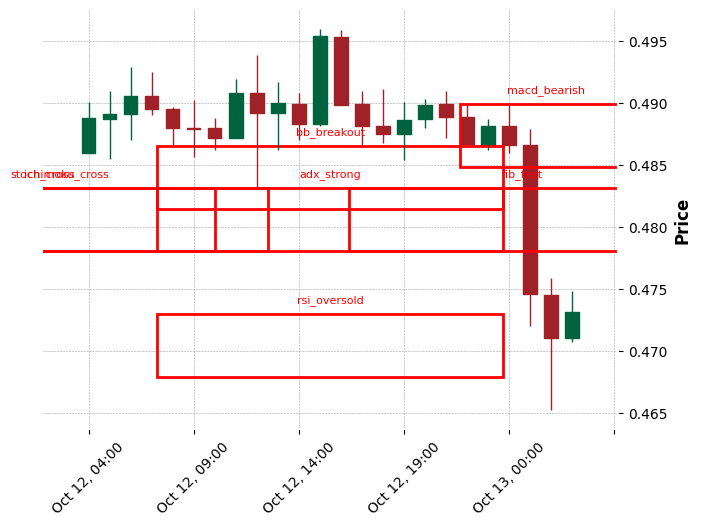 0.495
macd_bearish
0.490
bb_breakout
0.485
adx_strong
0.480
Price
0.475
rsi_oversold
0.470
0.465
Oct 12, 04:00
Oct 12, 09:00
Oct 12, 14:00
Oct 12, 19:00
Oct 13, 00:00